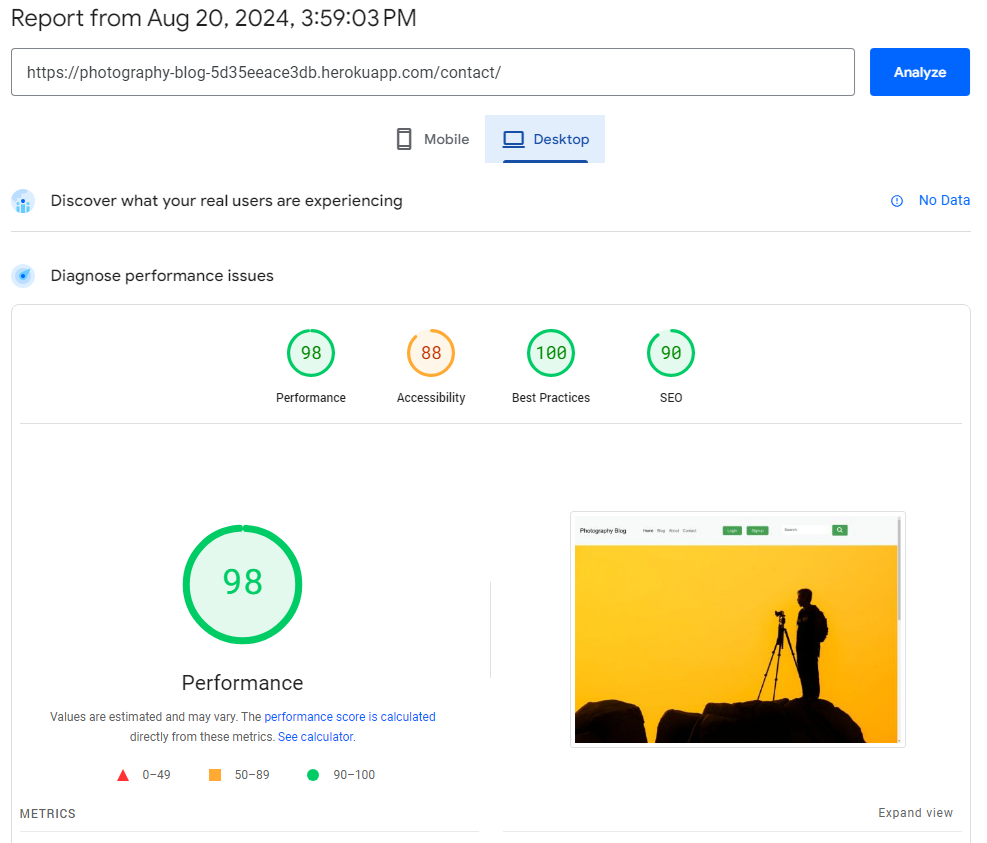 Report from Aug 20, 2024, 3:59:03 PM
https://photography-blog-5d35eeace3db.herokuapp.com/contact/
Analyze
Mobile
Desktop
Discover what your real users are experiencing
No Data
Diagnose performance issues
98
88
100
90
Performance
Accessibility
Best Practices
SEO
Photography Blog
Home Blog About Contact
Login
Signup
Search
98
Performance
Values are estimated and may vary. The performance score is calculated
directly from these metrics. See calculator.
0–49
50–89
90–100
METRICS
Expand view